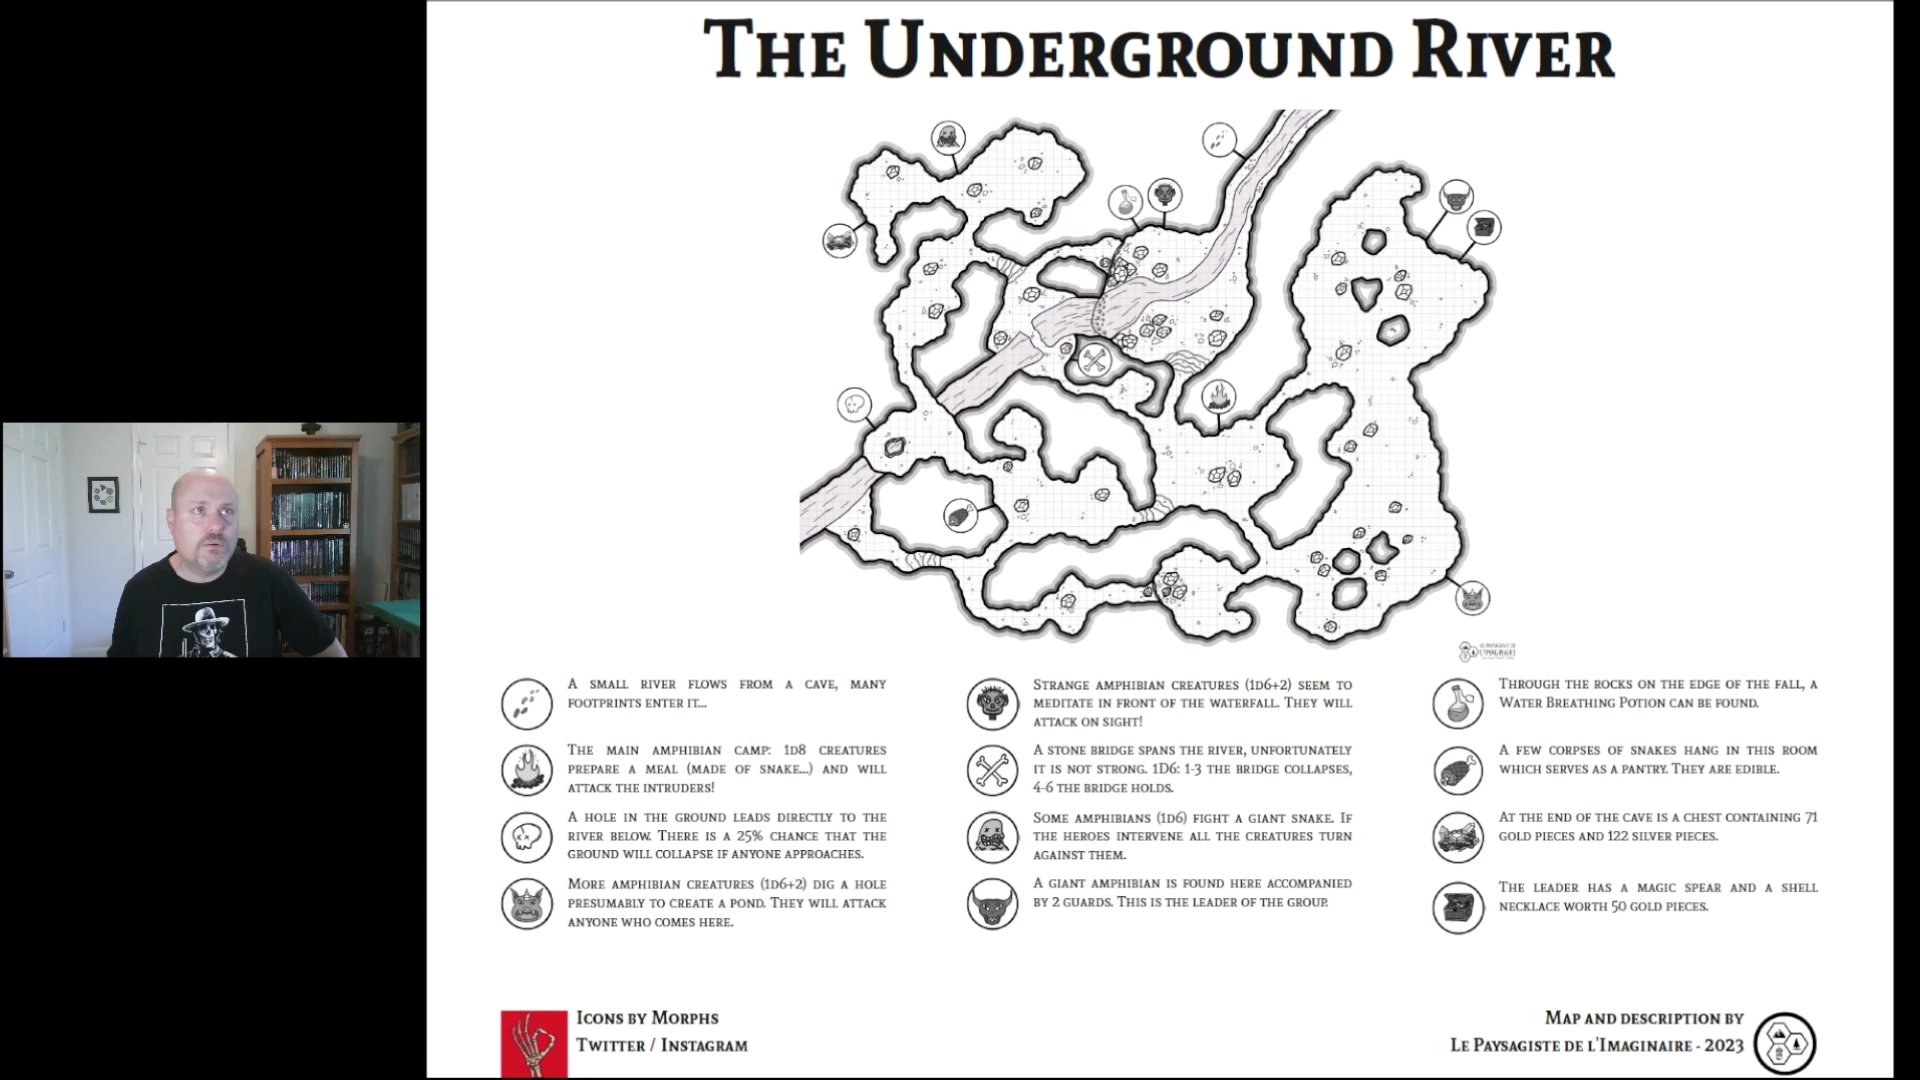 The Underground River
Le Paysagiste de
l'Imaginaire
A small river flows from a cave, many
footprints enter it...
The main amphibian camp: 1d8 creatures
prepare a meal (made of snake...) and will
attack the intruders!
A hole in the ground leads directly to the
river below. There is a 25% chance that the
ground will collapse if anyone approaches.
More amphibian creatures (1d6+2) dig a hole
presumably to create a pond. They will attack
anyone who comes here.
Strange amphibian creatures (1d6+2) seem to
meditate in front of the waterfall. They will
attack on sight!
A stone bridge spans the river, unfortunately
it is not strong. 1D6: 1-3 the bridge collapses,
4-6 the bridge holds.
Some amphibians (1d6) fight a giant snake. If
the heroes intervene all the creatures turn
against them.
A giant amphibian is found here accompanied
by 2 guards. This is the leader of the group.
Through the rocks on the edge of the fall, a
Water Breathing Potion can be found.
A few corpses of snakes hang in this room
which serves as a pantry. They are edible.
At the end of the cave is a chest containing 71
gold pieces and 122 silver pieces.
The leader has a magic spear and a shell
necklace worth 50 gold pieces.
Icons by Morphs
Twitter / Instagram
Map and description by
Le Paysagiste de l'Imaginaire - 2023